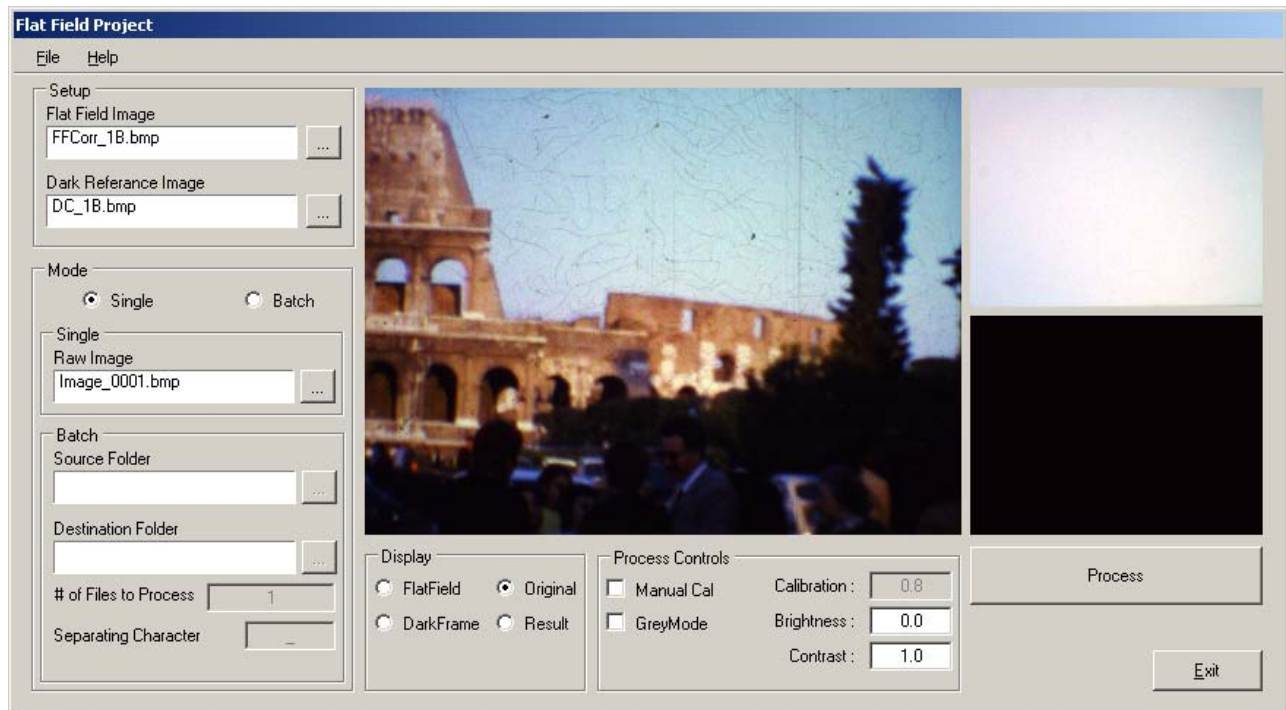 Flat Field Project
File Help
Setup
Flat Field Image
FFCorr_1B.bmp
...
Dark Referance Image
DC_1B.bmp
...
Mode
Single Batch
Single
Raw Image
Image_0001.bmp
...
Batch
Source Folder
...
Destination Folder
...
# of Files to Process 1
Separating Character _
Display
FlatField Original
DarkFrame Result
Process Controls
Manual Cal Calibration : 0.8
GreyMode Brightness : 0.0
Contrast : 1.0
Process
Exit